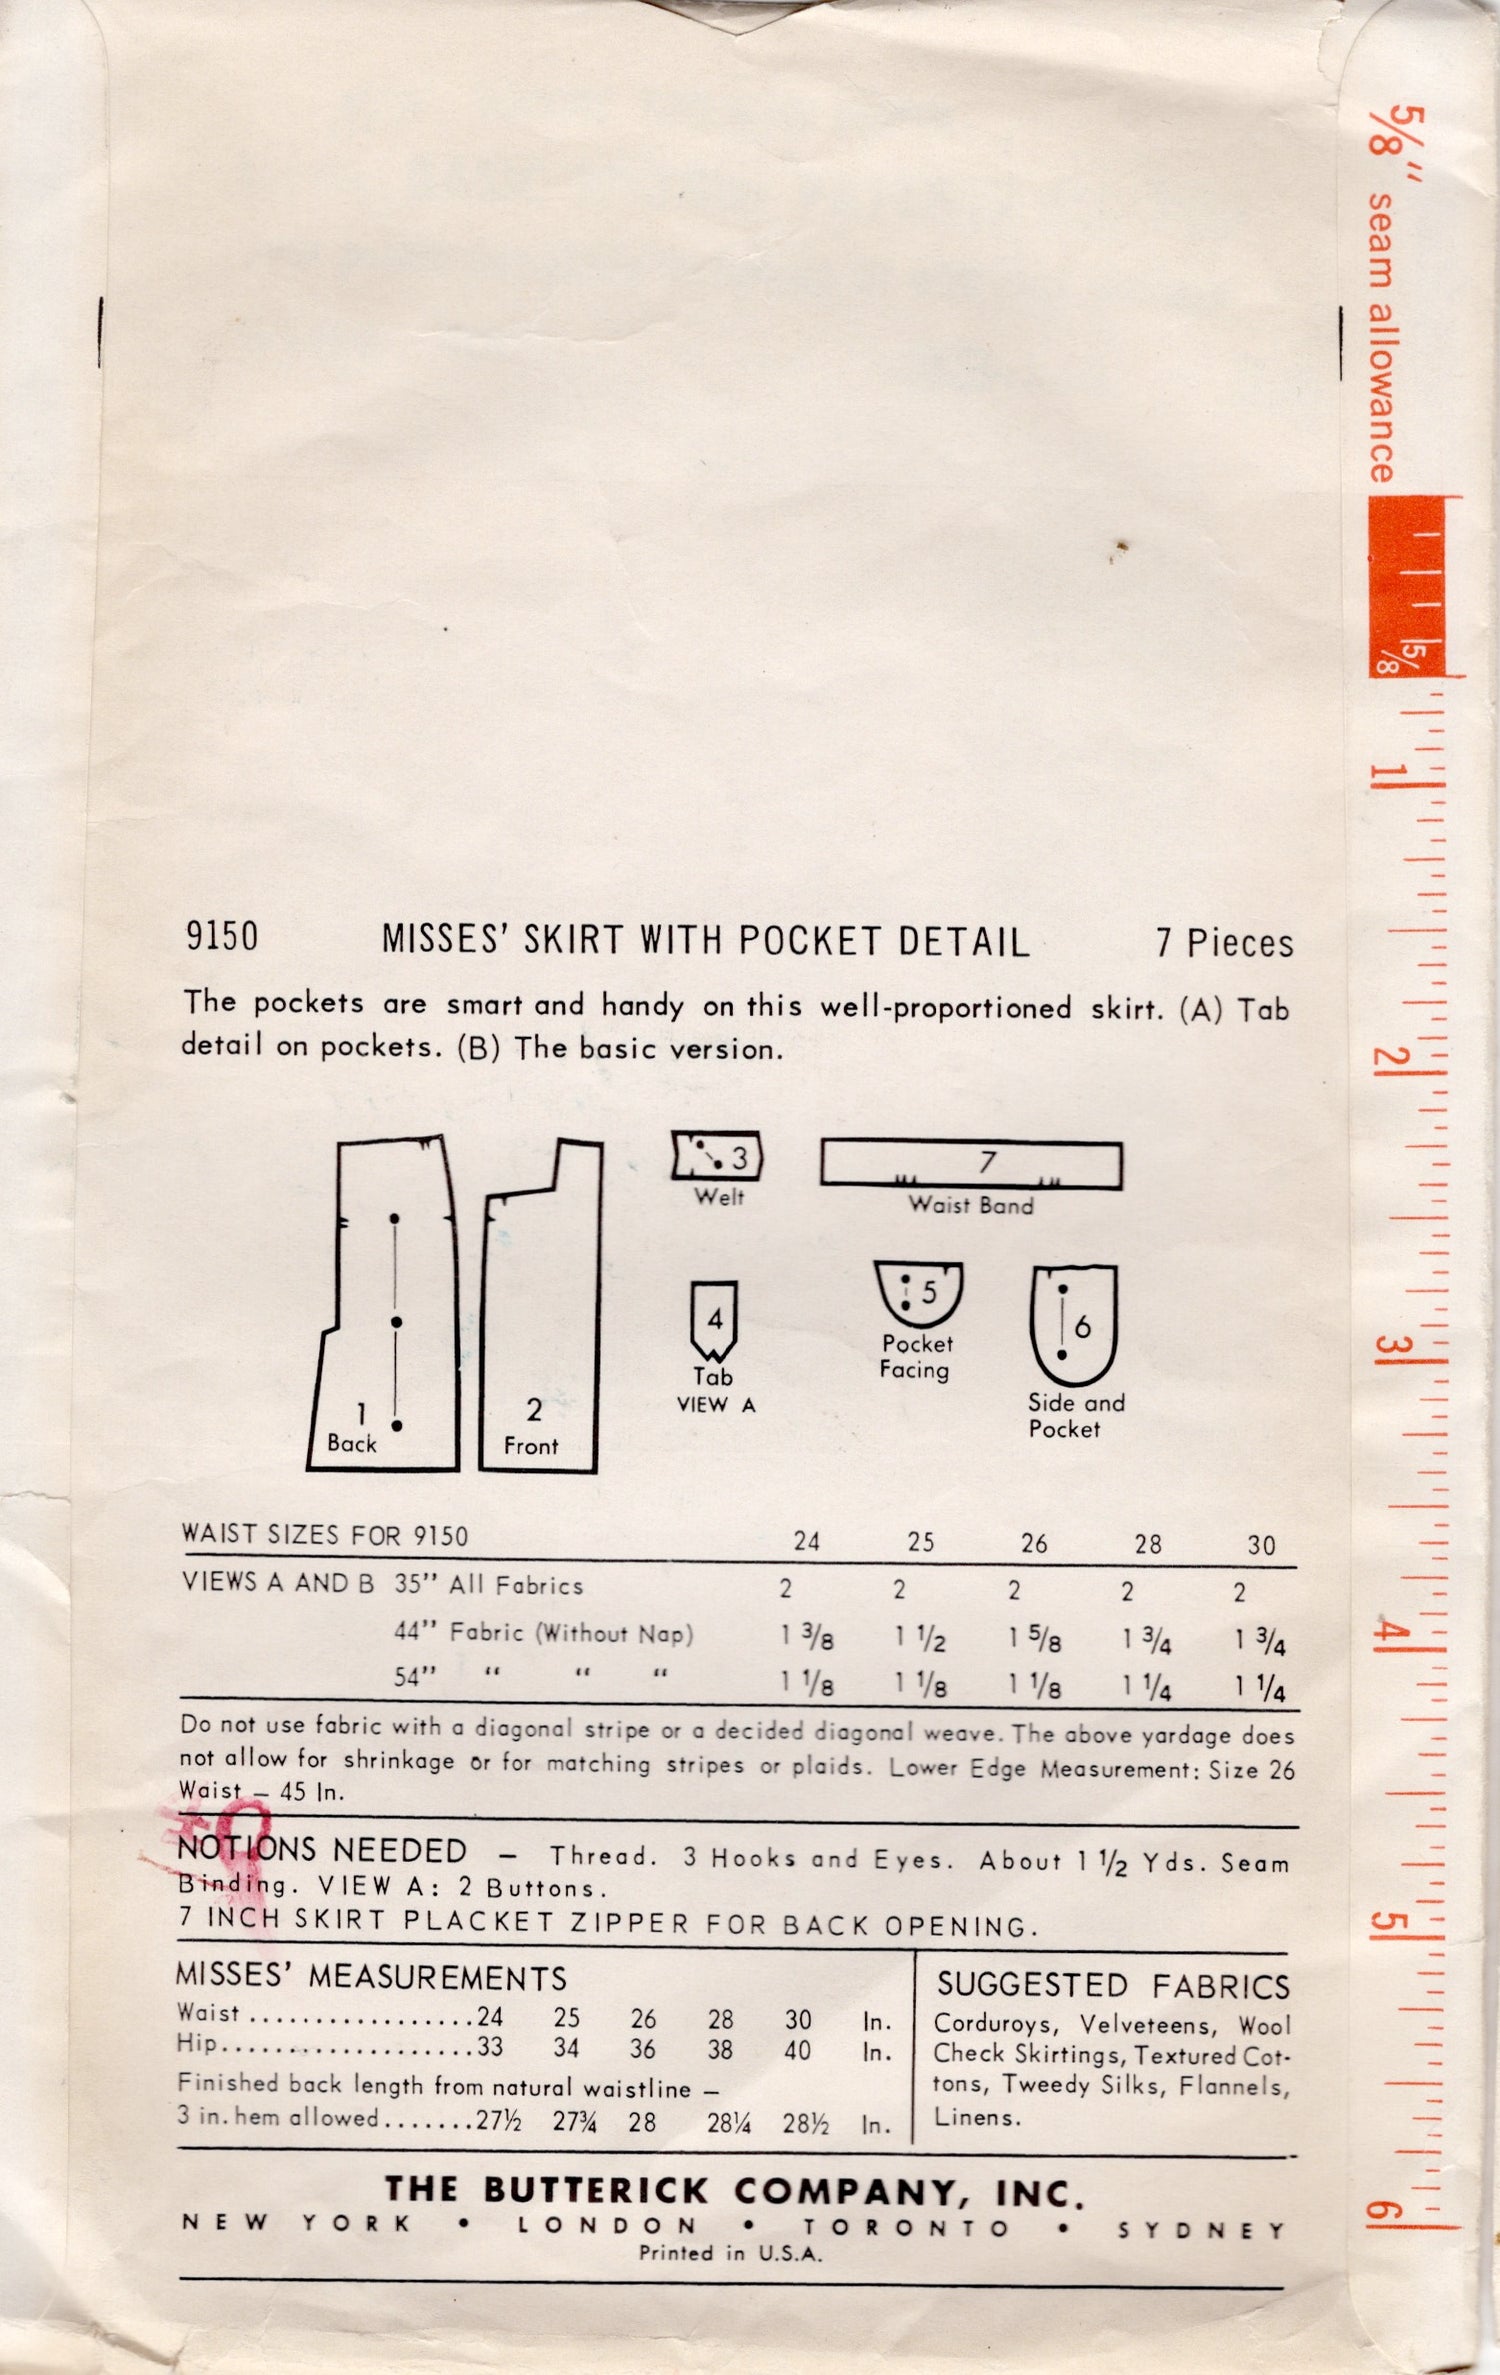 5/8" seam allowance
5/8
1
2
3
4
5
6
9150 MISSES' SKIRT WITH POCKET DETAIL 7 Pieces
The pockets are smart and handy on this well-proportioned skirt. (A) Tab
detail on pockets. (B) The basic version.
1
Back
2
Front
3
Welt
7
Waist Band
4
Tab
VIEW A
5
Pocket
Facing
6
Side and
Pocket
WAIST SIZES FOR 9150 24 25 26 28 30
VIEWS A AND B 35" All Fabrics 2 2 2 2 2
44" Fabric (Without Nap) 1 3/8 1 1/2 1 5/8 1 3/4 1 3/4
54" " " " 1 1/8 1 1/8 1 1/8 1 1/4 1 1/4
Do not use fabric with a diagonal stripe or a decided diagonal weave. The above yardage does
not allow for shrinkage or for matching stripes or plaids. Lower Edge Measurement: Size 26
Waist — 45 In.
NOTIONS NEEDED — Thread. 3 Hooks and Eyes. About 1 1/2 Yds. Seam
Binding. VIEW A: 2 Buttons.
7 INCH SKIRT PLACKET ZIPPER FOR BACK OPENING.
MISSES' MEASUREMENTS
Waist .................24 25 26 28 30 In.
Hip...................33 34 36 38 40 In.
Finished back length from natural waistline —
3 in. hem allowed.......27½ 27¾ 28 28¼ 28½ In.
SUGGESTED FABRICS
Corduroys, Velveteens, Wool
Check Skirtings, Textured Cot-
tons, Tweedy Silks, Flannels,
Linens.
THE BUTTERICK COMPANY, INC.
NEW YORK • LONDON • TORONTO • SYDNEY
Printed in U.S.A.